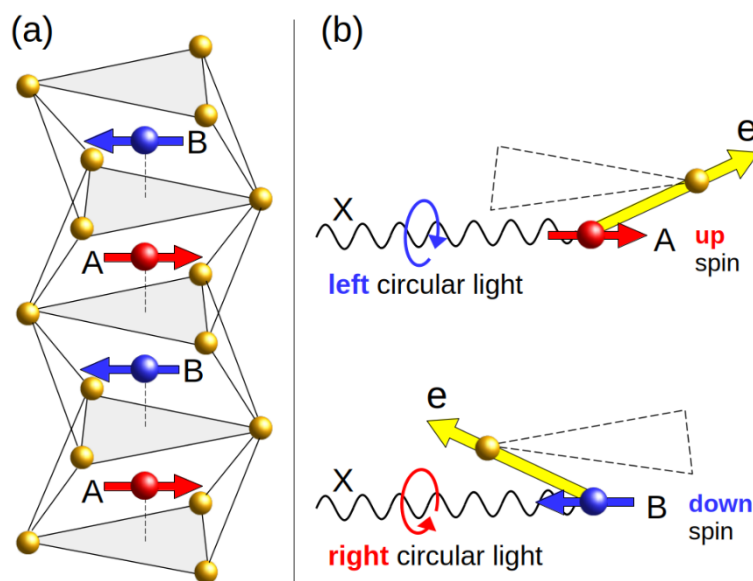 (a)
B
A
B
A
(b)
e
X
A
up
spin
left circular light
e
X
B
down
spin
right circular light